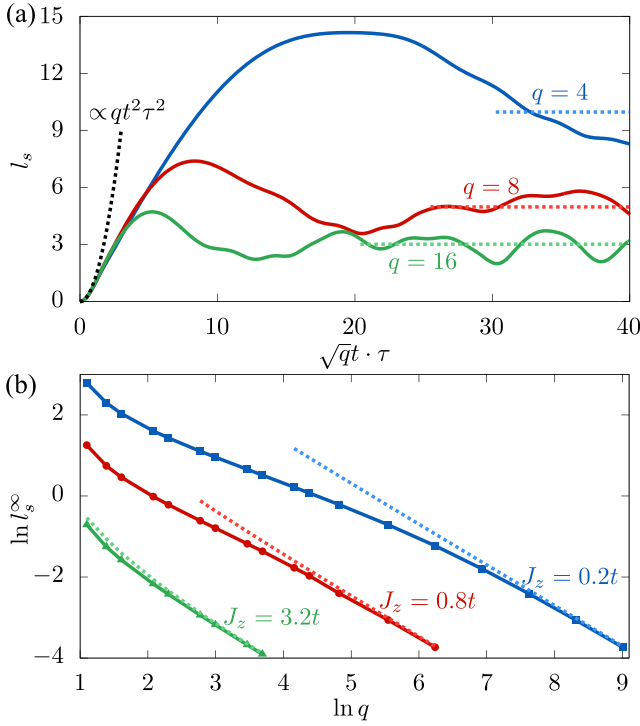 (a)
15
12
9
6
3
0
l_s
∝qt²τ²
q = 4
q = 8
q = 16
0 10 20 30 40
√qt · τ
(b)
2
0
−2
−4
ln l_s^∞
J_z = 0.2t
J_z = 0.8t
J_z = 3.2t
1 2 3 4 5 6 7 8 9
ln q